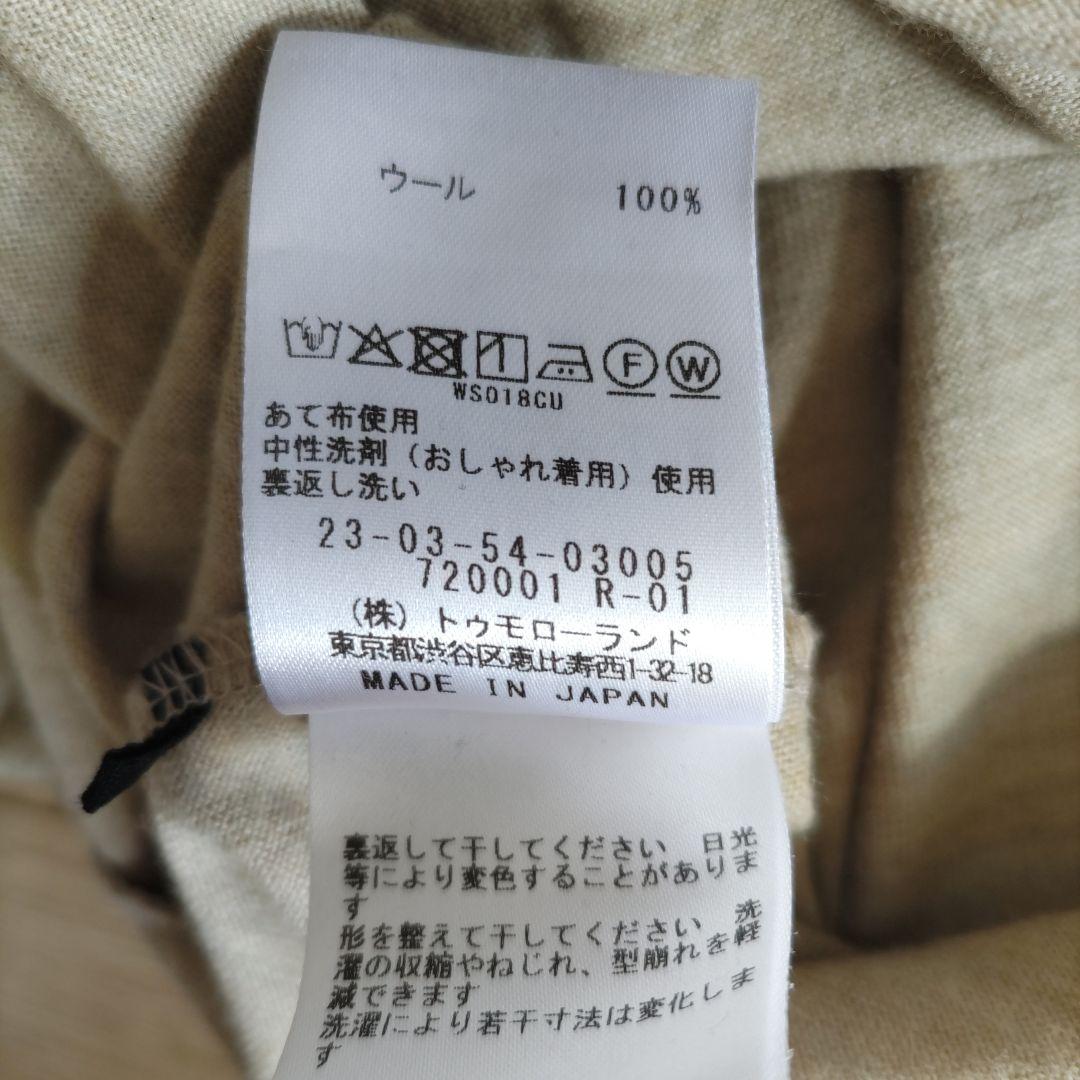 ウール 100%
F W
WS018CU
あて布使用
中性洗剤（おしゃれ着用）使用
裏返し洗い
23-03-54-03005
720001 R-01
（株）トゥモローランド
東京都渋谷区恵比寿西1-32-18
MADE IN JAPAN
裏返して干してください 日光
等により変色することがありま
す
形を整えて干してください 洗
濯の収縮やねじれ、型崩れを軽
減できます
洗濯により若干寸法は変化しま
す